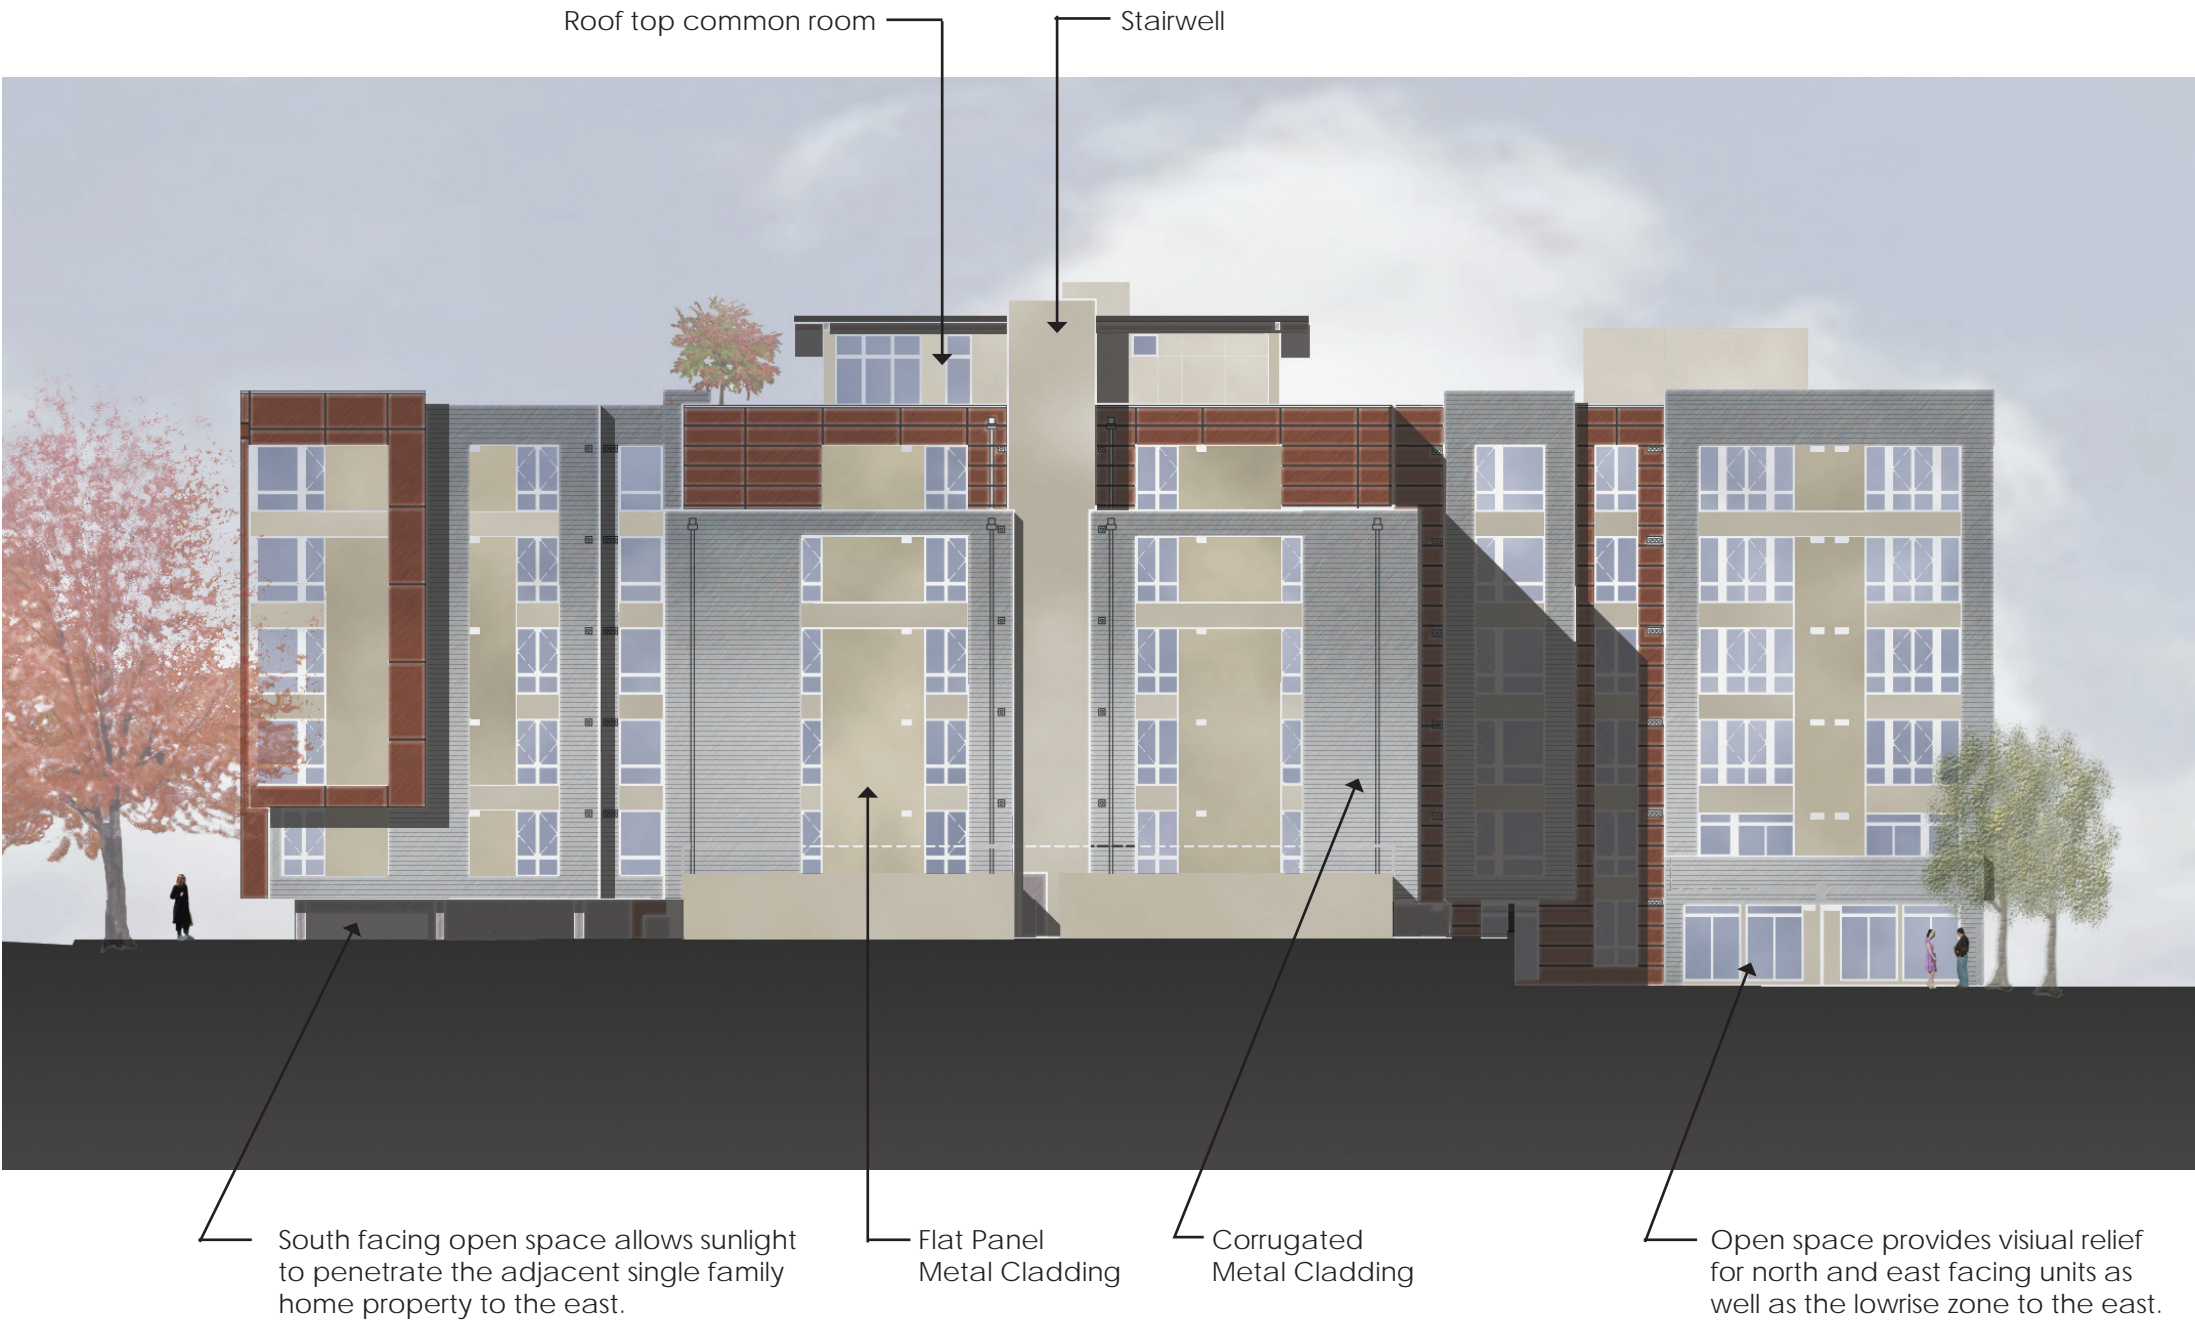 Roof top common room
Stairwell
South facing open space allows sunlight
to penetrate the adjacent single family
home property to the east.
Flat Panel
Metal Cladding
Corrugated
Metal Cladding
Open space provides visiual relief
for north and east facing units as
well as the lowrise zone to the east.